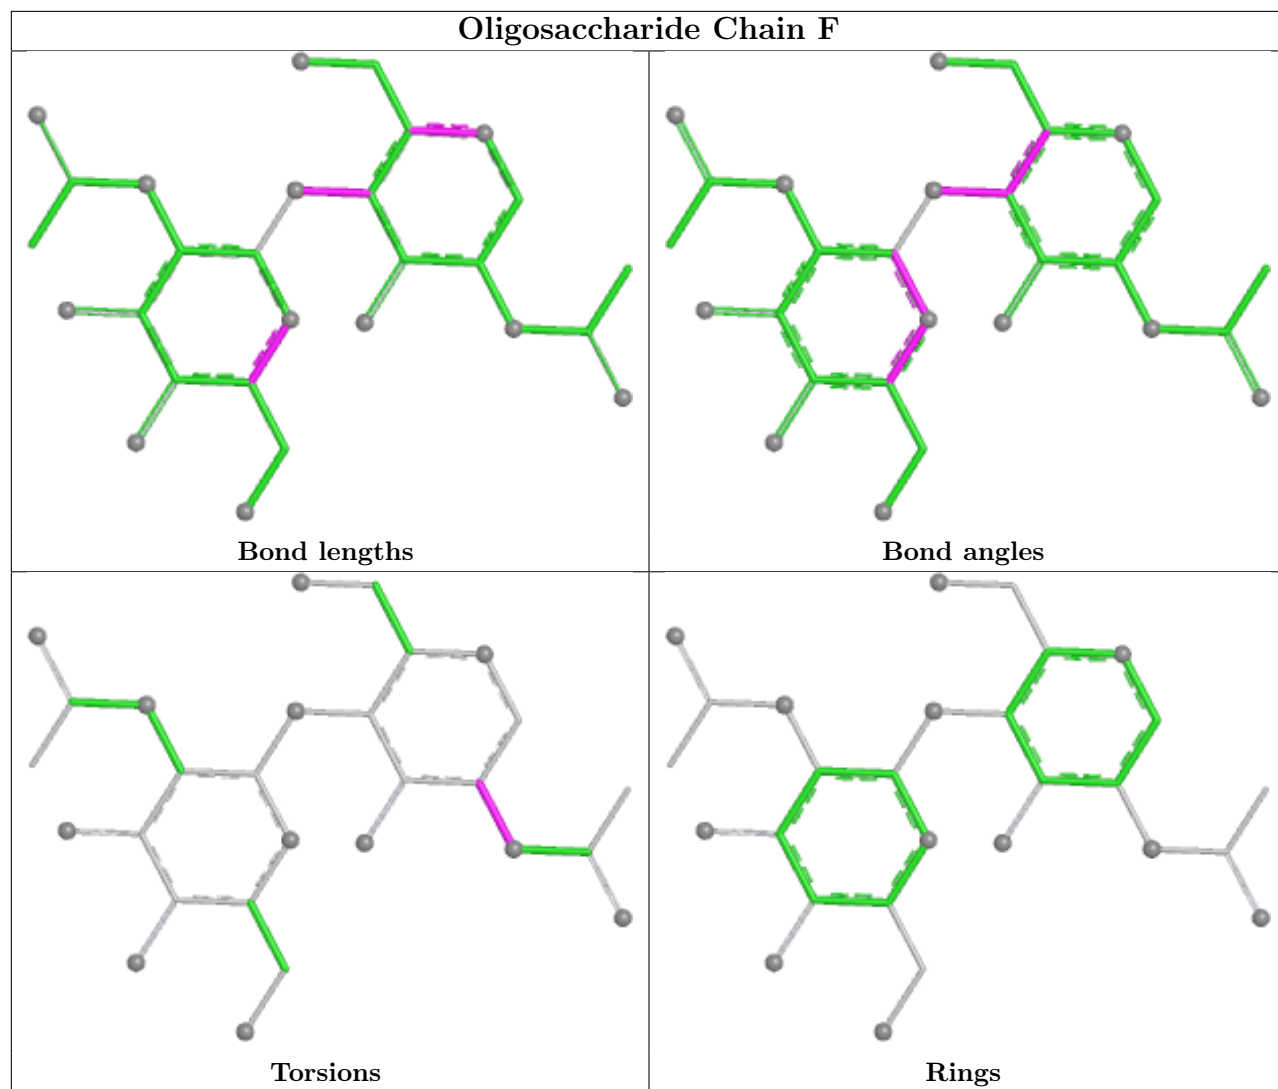 Oligosaccharide Chain F
Bond lengths
Bond angles
Torsions
Rings